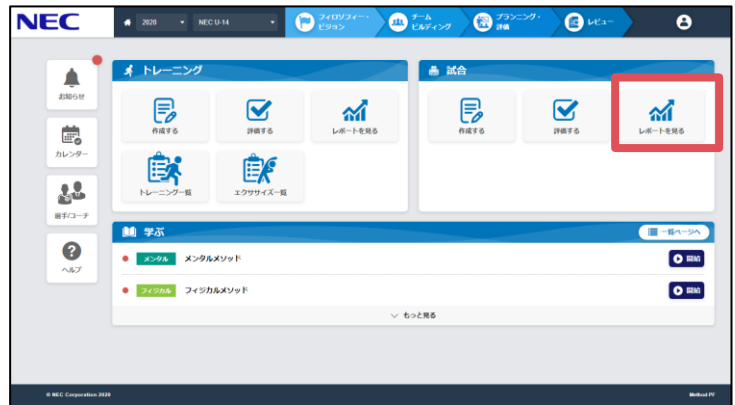 NEC
2020
NEC U-14
フィロソフィー・
ビジョン
チーム
ビルディング
プランニング・
評価
レビュー
お知らせ
カレンダー
選手/コーチ
ヘルプ
トレーニング
作成する
評価する
レポートを見る
トレーニング一覧
エクササイズ一覧
試合
作成する
評価する
レポートを見る
学ぶ
一覧ページへ
メンタル メンタルメソッド
開始
フィジカル フィジカルメソッド
開始
もっと見る
© NEC Corporation 2020
Method PF